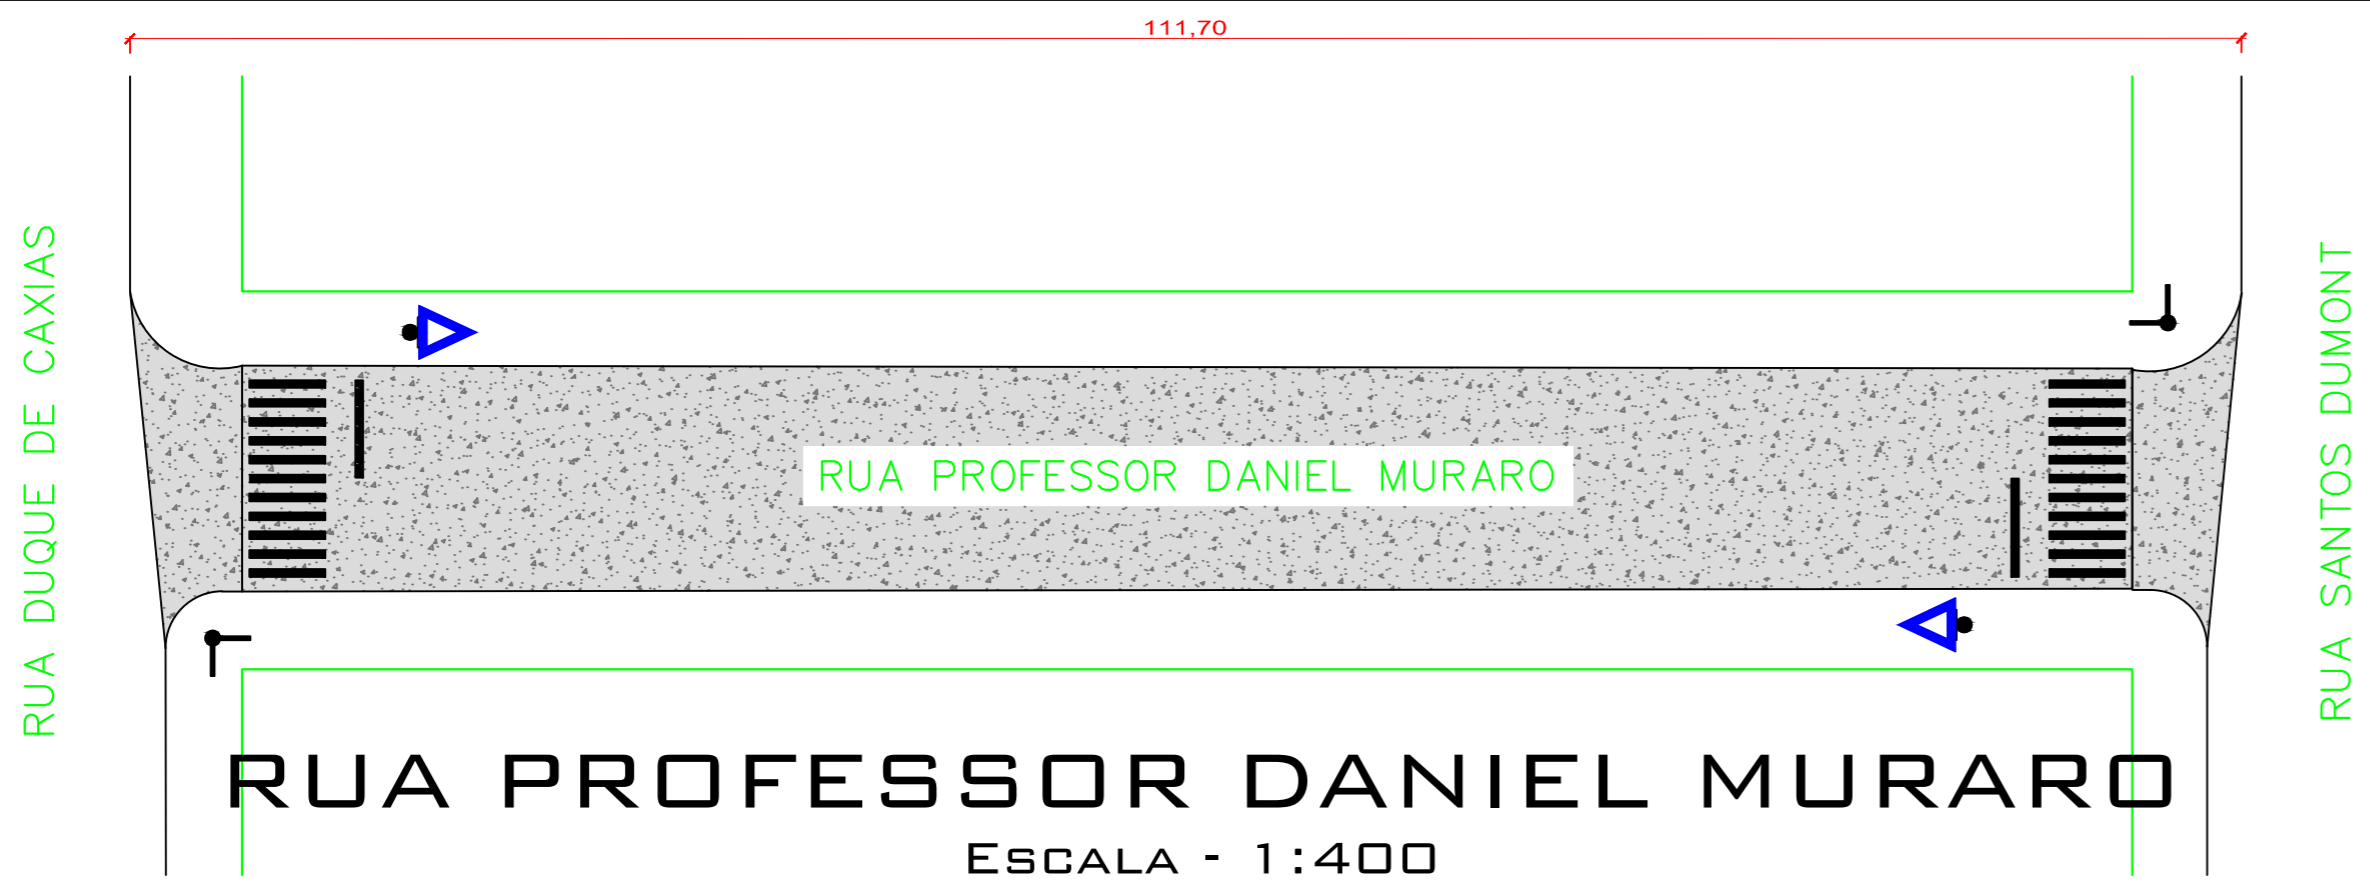 111,70
RUA DUQUE DE CAXIAS
RUA PROFESSOR DANIEL MURARO
RUA SANTOS DUMONT
RUA PROFESSOR DANIEL MURARO
ESCALA - 1:400